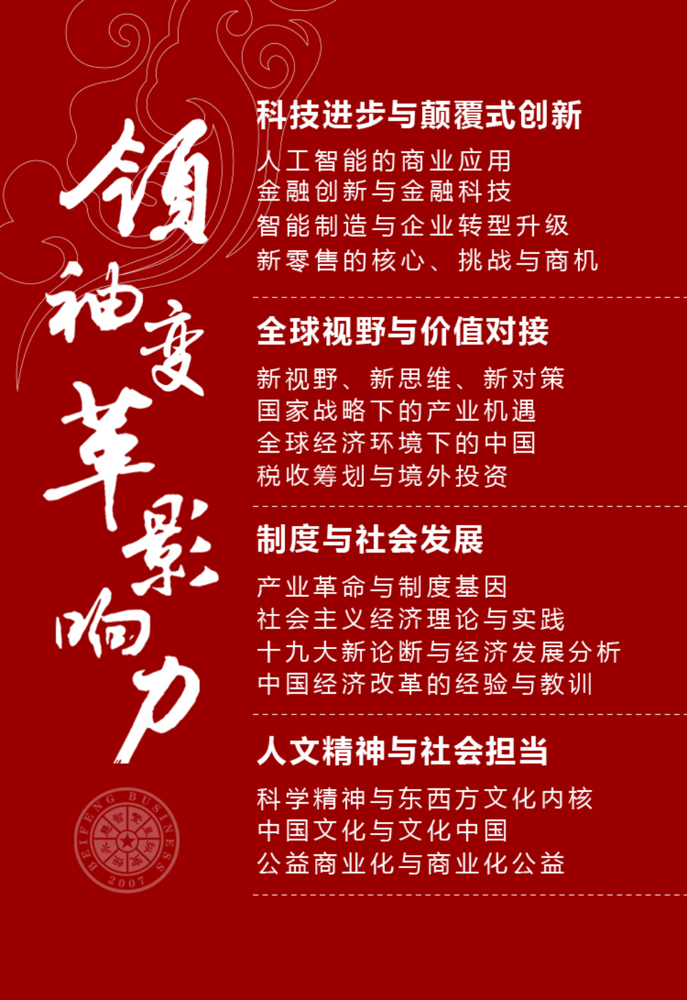 领袖变革影响力
科技进步与颠覆式创新
人工智能的商业应用
金融创新与金融科技
智能制造与企业转型升级
新零售的核心、挑战与商机
全球视野与价值对接
新视野、新思维、新对策
国家战略下的产业机遇
全球经济环境下的中国
税收筹划与境外投资
制度与社会发展
产业革命与制度基因
社会主义经济理论与实践
十九大新论断与经济发展分析
中国经济改革的经验与教训
人文精神与社会担当
科学精神与东西方文化内核
中国文化与文化中国
公益商业化与商业化公益
BEIFENG BUSINESS
2007